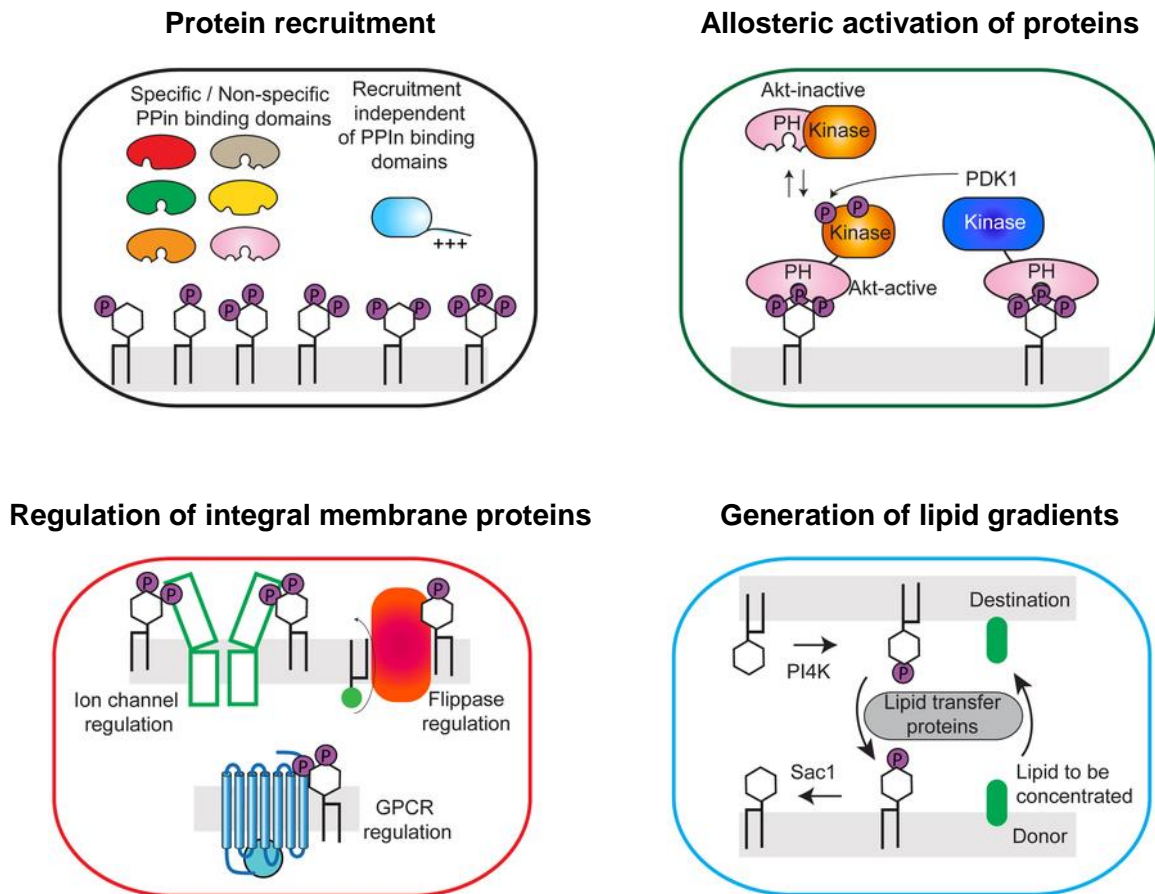 Protein recruitment
Specific / Non-specific
PPin binding domains
Recruitment
independent
of PPIn binding
domains
+++
P
P
P
P
P
P
P
P
P
P
P
Allosteric activation of proteins
Akt-inactive
PH
Kinase
PDK1
P
P
Kinase
Kinase
PH
Akt-active
PH
P
P
P
P
P
P
Regulation of integral membrane proteins
P
P
P
P
P
Ion channel
regulation
Flippase
regulation
P
P
GPCR
regulation
Generation of lipid gradients
Destination
PI4K
P
Lipid transfer
proteins
P
Sac1
Lipid to be
concentrated
Donor